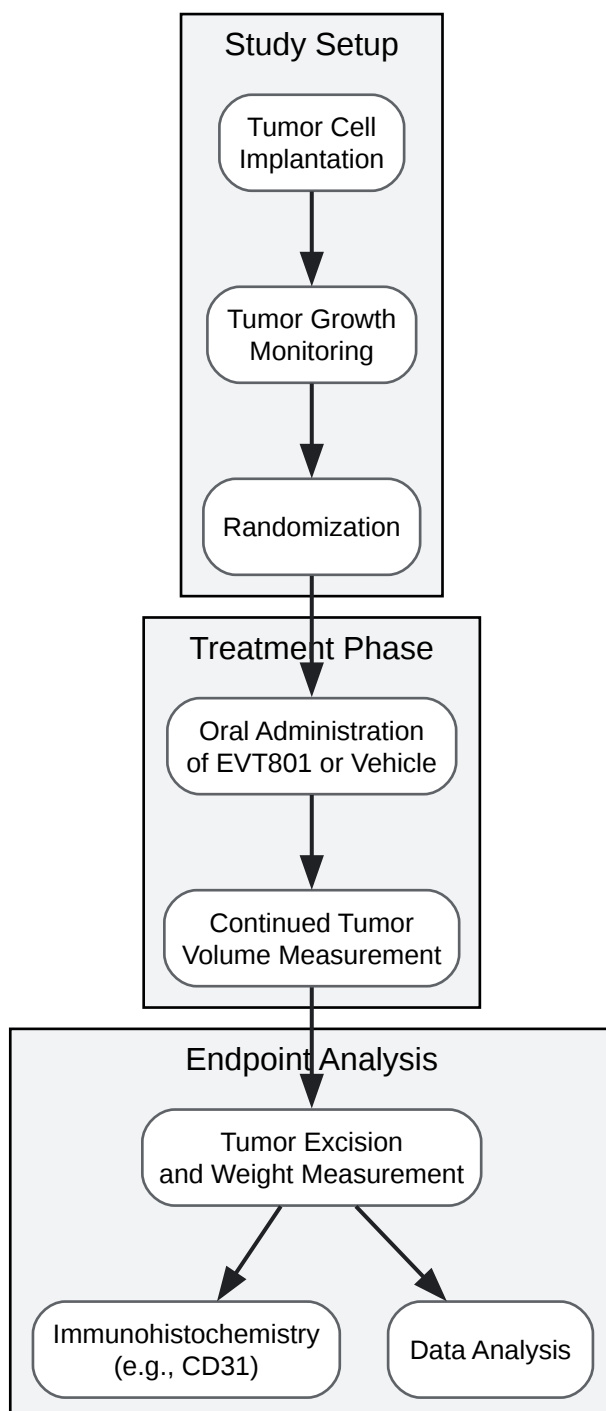 Study Setup
Tumor Cell
Implantation
Tumor Growth
Monitoring
Randomization
Treatment Phase
Oral Administration
of EVT801 or Vehicle
Continued Tumor
Volume Measurement
Endpoint Analysis
Tumor Excision
and Weight Measurement
Immunohistochemistry
(e.g., CD31)
Data Analysis